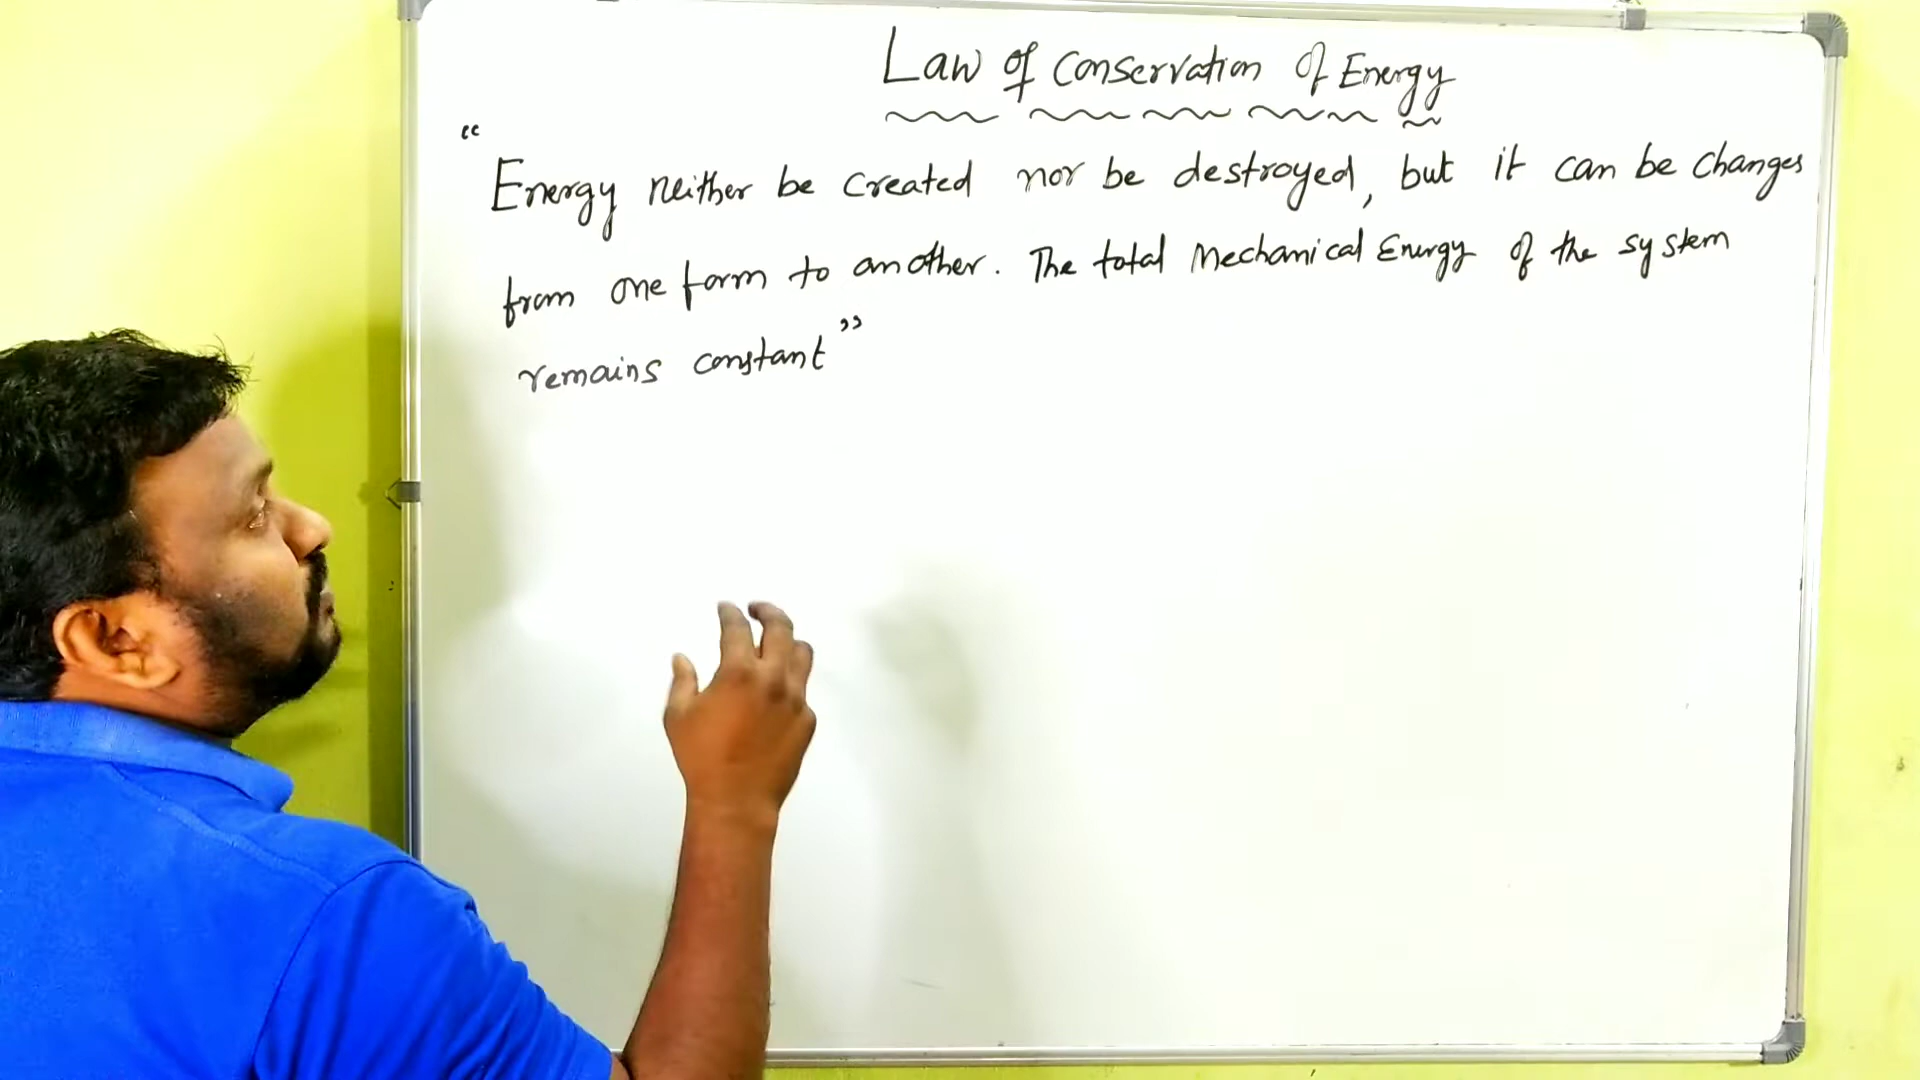 Law of Conservation of Energy
“Energy neither be created nor be destroyed, but it can be changes
from one form to another. The total Mechanical Energy of the system
remains constant”